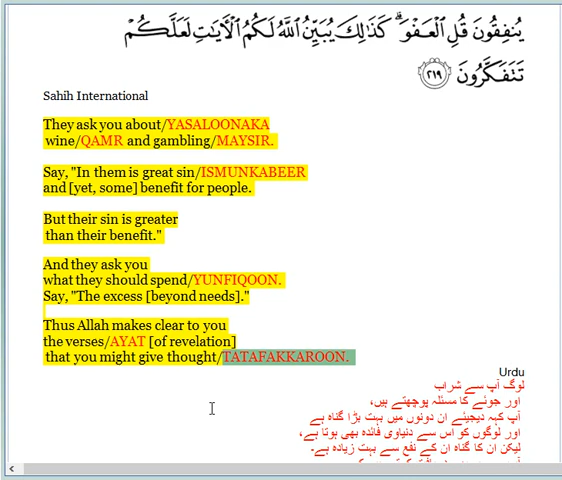 يُنفِقُونَ قُلِ ٱلْعَفْوَ ۗ كَذَٰلِكَ يُبَيِّنُ ٱللَّهُ لَكُمُ ٱلْـَٔايَـٰتِ لَعَلَّكُمْ
تَتَفَكَّرُونَ ٢١٩
Sahih International
They ask you about/YASALOONAKA
wine/QAMR and gambling/MAYSIR.
Say, "In them is great sin/ISMUNKABEER
and [yet, some] benefit for people.
But their sin is greater
than their benefit."
And they ask you
what they should spend/YUNFIQOON.
Say, "The excess [beyond needs]."
Thus Allah makes clear to you
the verses/AYAT [of revelation]
that you might give thought/TATAFAKKAROON.
Urdu
لوگ آپ سے شراب
اور جوئے کا مسئلہ پوچھتے ہیں،
آپ کہہ دیجیئے ان دونوں میں بہت بڑا گناہ ہے
اور لوگوں کو اس سے دنیاوی فائدہ بھی ہوتا ہے،
لیکن ان کا گناہ ان کے نفع سے بہت زیادہ ہے۔